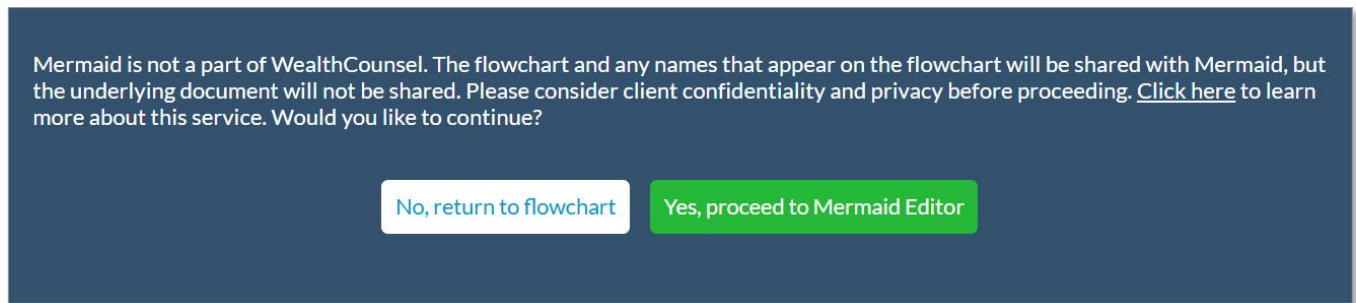 Mermaid is not a part of WealthCounsel. The flowchart and any names that appear on the flowchart will be shared with Mermaid, but
the underlying document will not be shared. Please consider client confidentiality and privacy before proceeding. Click here to learn
more about this service. Would you like to continue?
No, return to flowchart
Yes, proceed to Mermaid Editor